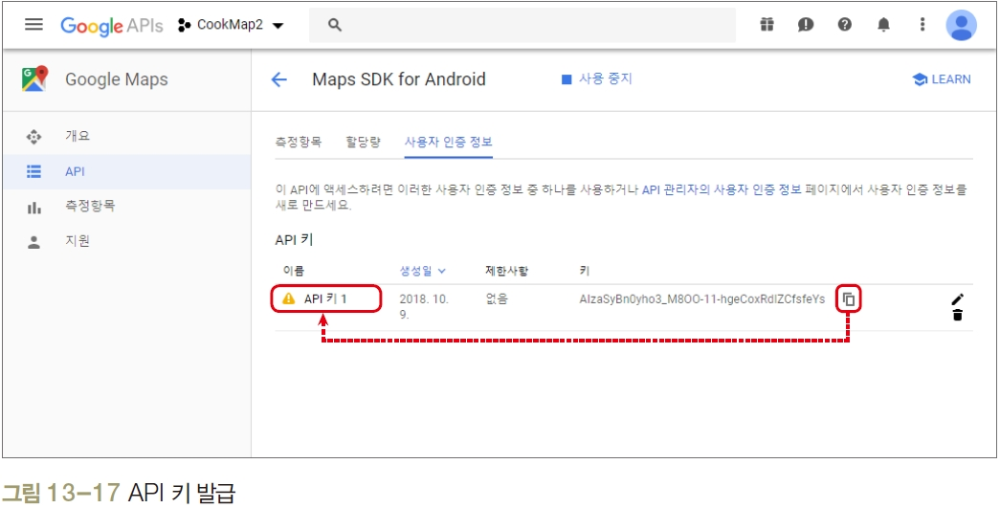 Google APIs CookMap2
Google Maps
Maps SDK for Android 사용 중지 LEARN
개요
API
측정항목
지원
측정항목 할당량 사용자 인증 정보
이 API에 액세스하려면 이러한 사용자 인증 정보 중 하나를 사용하거나 API 관리자의 사용자 인증 정보 페이지에서 사용자 인증 정보를
새로 만드세요.
API 키
이름 생성일 제한사항 키
API 키 1 2018. 10. 없음 AIzaSyBn0yho3_M8OO-11-hgeCoxRdIZCfsfeYs
9.
그림 13-17 API 키 발급